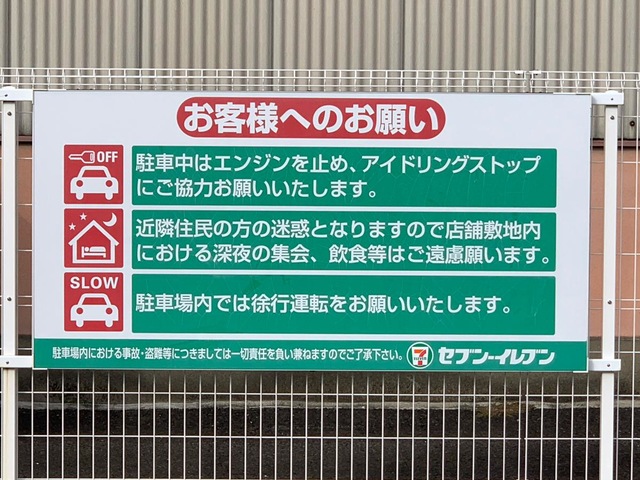 お客様へのお願い
OFF
駐車中はエンジンを止め、アイドリングストップ
にご協力お願いいたします。
近隣住民の方の迷惑となりますので店舗敷地内
における深夜の集会、飲食等はご遠慮願います。
SLOW
駐車場内では徐行運転をお願いいたします。
駐車場内における事故・盗難等につきましては一切責任を負い兼ねますのでご了承下さい。
7 ELEVEN
セブン-イレブン